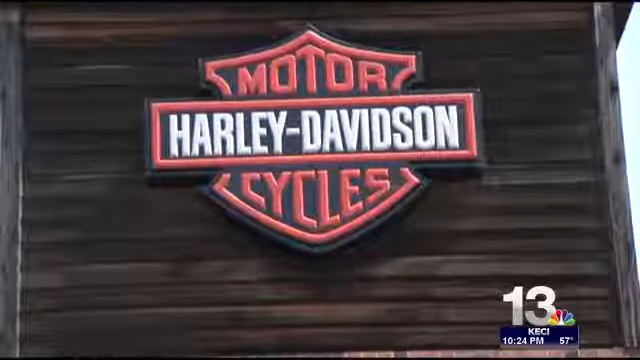 MOTOR
HARLEY-DAVIDSON
CYCLES
13
KECI
10:24 PM 57°